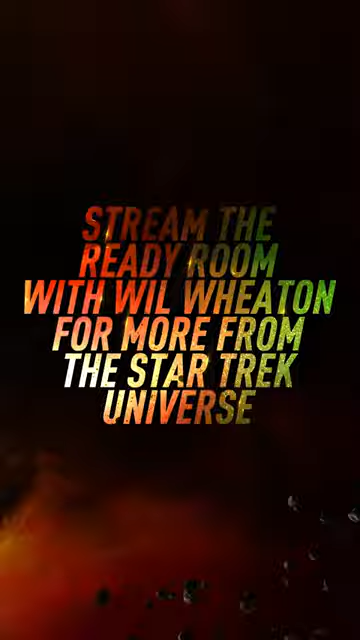 STREAM THE
READY ROOM
WITH WIL WHEATON
FOR MORE FROM
THE STAR TREK
UNIVERSE